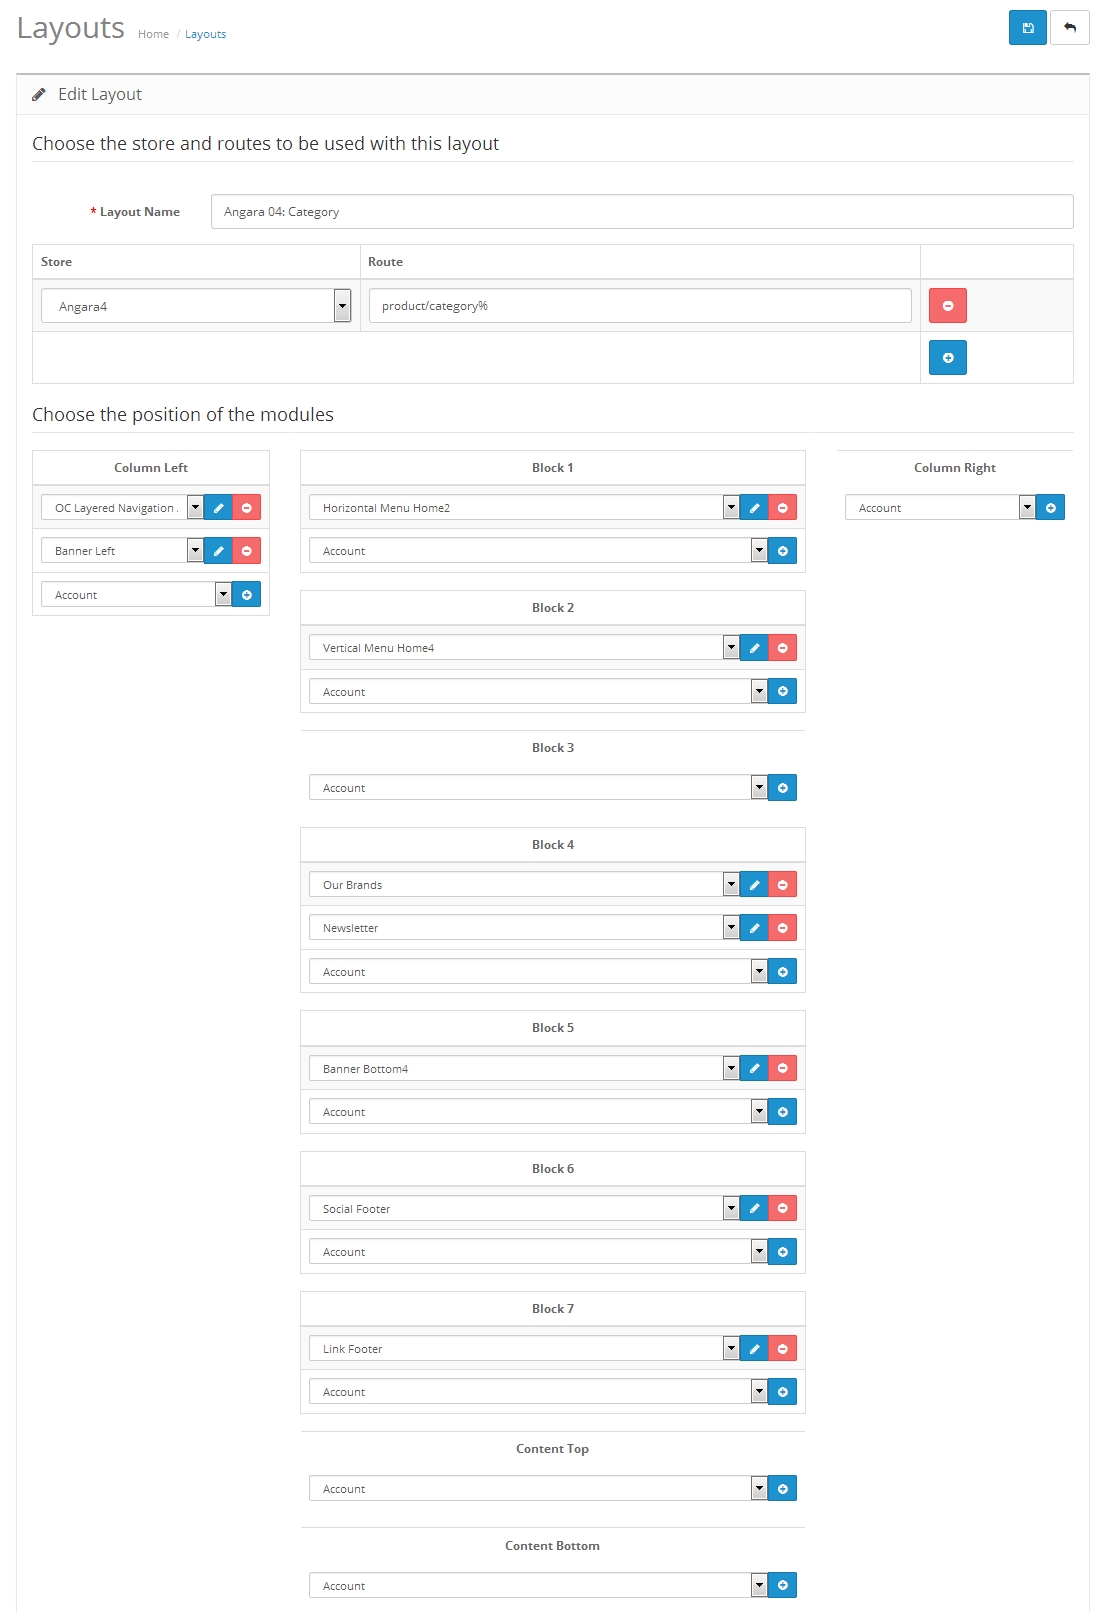 Layouts
Home / Layouts
Edit Layout
Choose the store and routes to be used with this layout
* Layout Name
Angara 04: Category
Store Route
Angara4 product/category%
Choose the position of the modules
Column Left
OC Layered Navigation .
Banner Left
Account
Block 1
Horizontal Menu Home2
Account
Block 2
Vertical Menu Home4
Account
Block 3
Account
Block 4
Our Brands
Newsletter
Account
Block 5
Banner Bottom4
Account
Block 6
Social Footer
Account
Block 7
Link Footer
Account
Content Top
Account
Content Bottom
Account
Column Right
Account